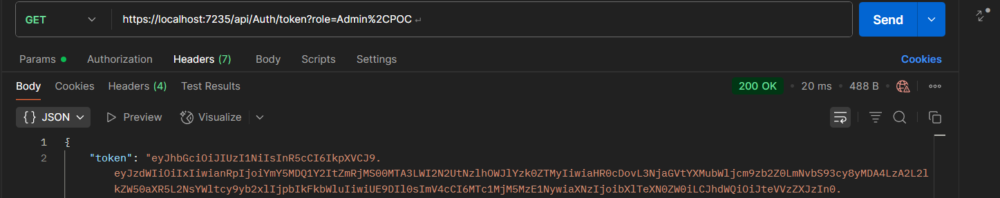 GET https://localhost:7235/api/Auth/token?role=Admin%2CPOC Send
Params Authorization Headers (7) Body Scripts Settings Cookies
Body Cookies Headers (4) Test Results 200 OK • 20 ms • 488 B
{} JSON Preview Visualize
1 {
2 "token": "eyJhbGciOiJIUzI1NiIsInR5cCI6IkpXVCJ9.
eyJzdWIiOiIxIiwianRpIjoiYmY5MDQ1Y2ItZmRjMS00MTA3LWI2N2UtNzlhOWJlYzk0ZTMyIiwiaHR0cDovL3NjaGVtYXMubWljcm9zb2Z0LmNvbS93cy8yMDA4LzA2L2l
kZW50aXR5L2NsYWltcy9yb2xlIjpbIkFkbWluIiwiUE9DIl0sImV4cCI6MTc1MjM5MzE1NywiaXNzIjoibXlTeXN0ZW0iLCJhdWQiOiJteVVzZXJzIn0.